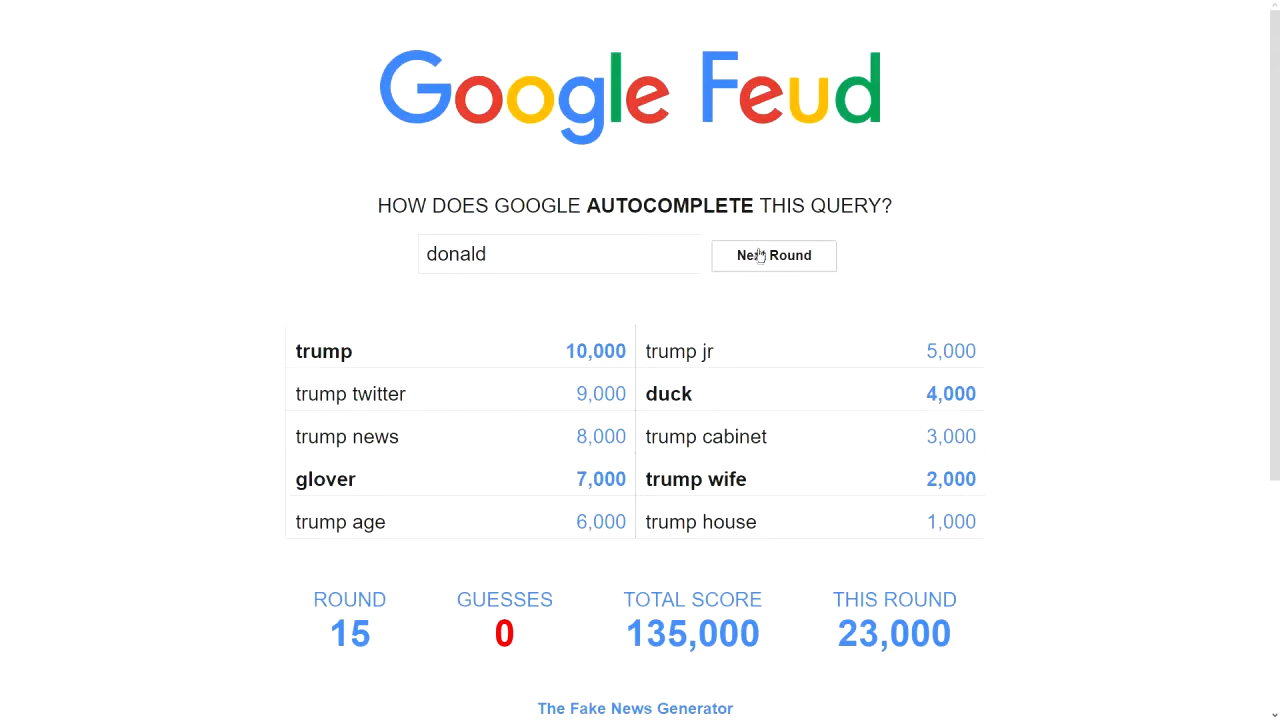 Google Feud
HOW DOES GOOGLE AUTOCOMPLETE THIS QUERY?
donald
Next Round
trump 10,000
trump twitter 9,000
trump news 8,000
glover 7,000
trump age 6,000
trump jr 5,000
duck 4,000
trump cabinet 3,000
trump wife 2,000
trump house 1,000
ROUND GUESSES TOTAL SCORE THIS ROUND
15 0 135,000 23,000
The Fake News Generator